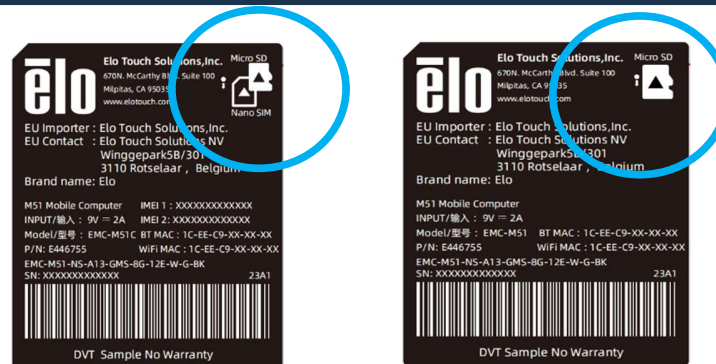 ēlo
Elo Touch Solutions,Inc.
670N. McCarthy Blvd. Suite 100
Milpitas, CA 95035
www.elotouch.com
Micro SD
Nano SIM
EU Importer : Elo Touch Solutions,Inc.
EU Contact : Elo Touch Solutions NV
Winggepark5B/301
3110 Rotselaar , Belgium
Brand name: Elo
M51 Mobile Computer IMEI 1 : XXXXXXXXXXXXX
INPUT/输入 : 9V = 2A IMEI 2: XXXXXXXXXXXXX
Model/型号 : EMC-M51C BT MAC : 1C-EE-C9-XX-XX-XX
P/N: E446755 WiFi MAC : 1C-EE-C9-XX-XX-XX
EMC-M51-NS-A13-GMS-8G-12E-W-G-BK
SN: XXXXXXXXXXXXX 23A1
DVT Sample No Warranty
ēlo
Elo Touch Solutions,Inc.
670N. McCarthy Blvd. Suite 100
Milpitas, CA 95035
www.elotouch.com
Micro SD
EU Importer : Elo Touch Solutions,Inc.
EU Contact : Elo Touch Solutions NV
Winggepark5B/301
3110 Rotselaar , Belgium
Brand name: Elo
M51 Mobile Computer
INPUT/输入 : 9V = 2A
Model/型号 : EMC-M51 BT MAC : 1C-EE-C9-XX-XX-XX
P/N: E446755 WiFi MAC : 1C-EE-C9-XX-XX-XX
EMC-M51-NS-A13-GMS-8G-12E-W-G-BK
SN: XXXXXXXXXXXXX 23A1
DVT Sample No Warranty